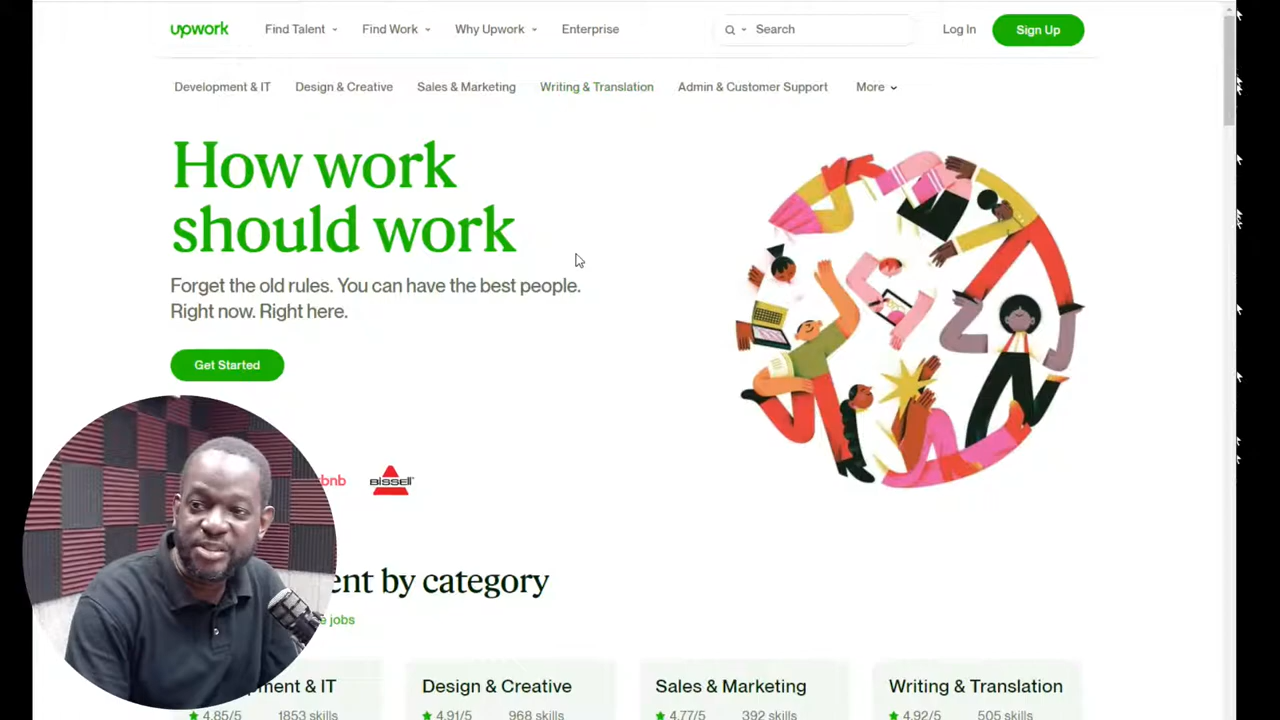 upwork Find Talent Find Work Why Upwork Enterprise Search Log In Sign Up
Development & IT Design & Creative Sales & Marketing Writing & Translation Admin & Customer Support More
How work
should work
Forget the old rules. You can have the best people.
Right now. Right here.
Get Started
bnb BISSELL
ent by category
jobs
ment & IT Design & Creative Sales & Marketing Writing & Translation
4.85/5 1853 skills 4.91/5 968 skills 4.77/5 392 skills 4.92/5 505 skills